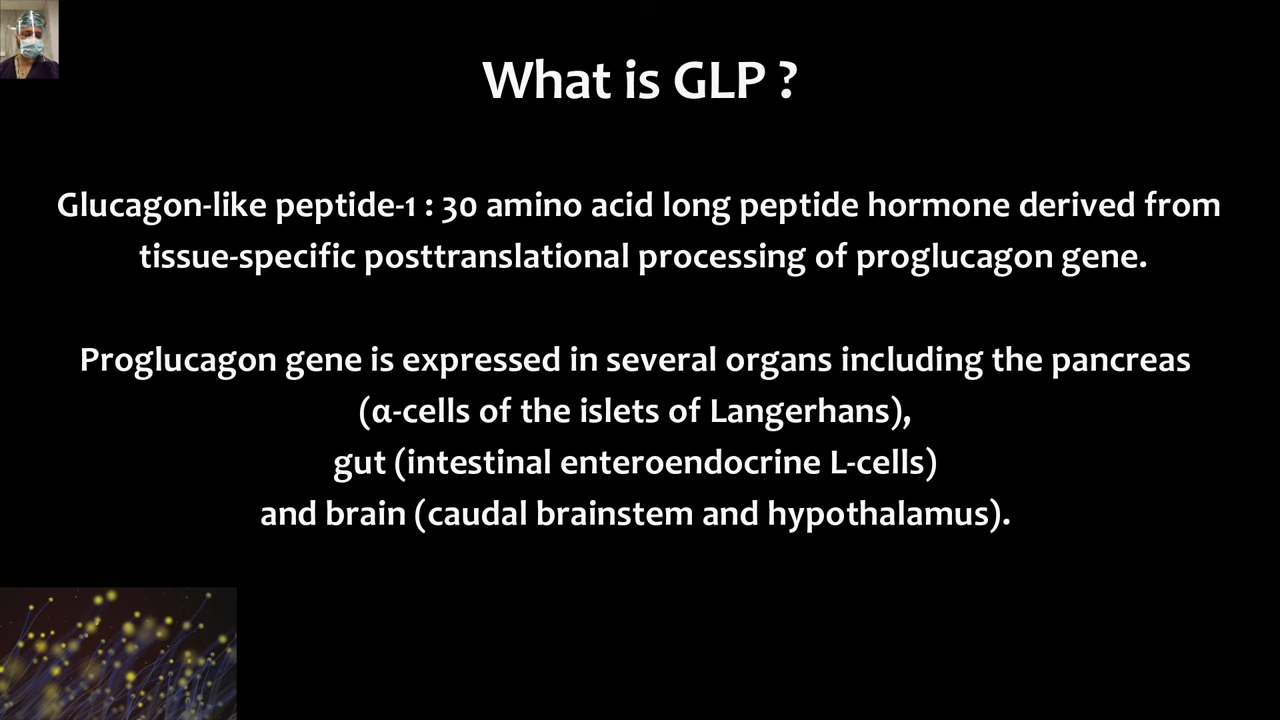 What is GLP ?
Glucagon-like peptide-1 : 30 amino acid long peptide hormone derived from
tissue-specific posttranslational processing of proglucagon gene.
Proglucagon gene is expressed in several organs including the pancreas
(α-cells of the islets of Langerhans),
gut (intestinal enteroendocrine L-cells)
and brain (caudal brainstem and hypothalamus).